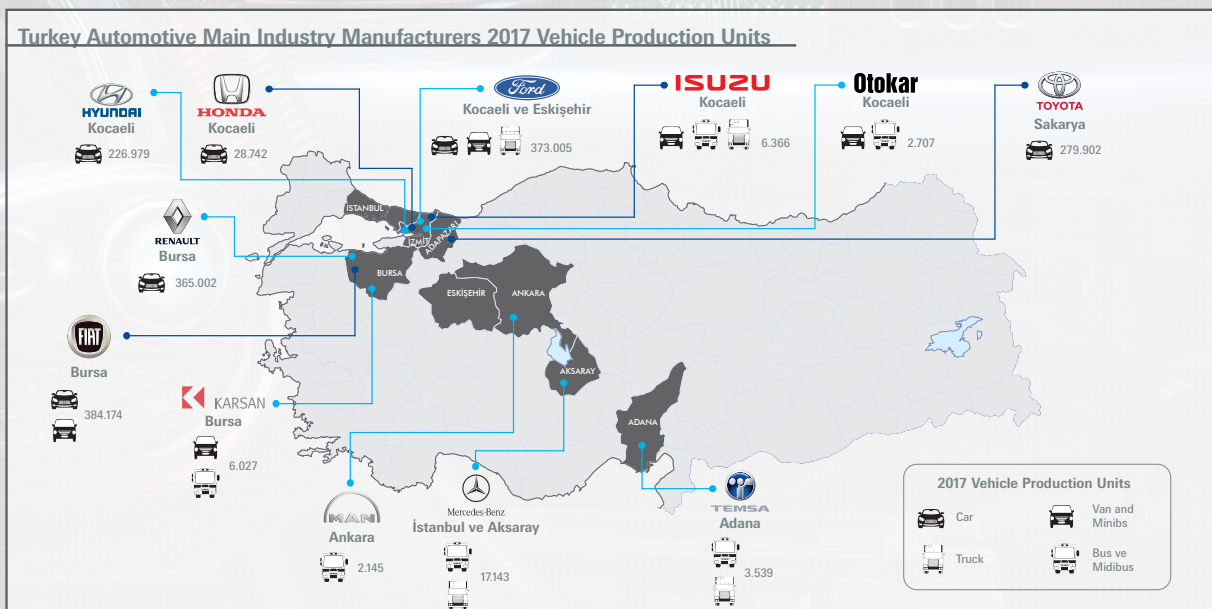 Turkey Automotive Main Industry Manufacturers 2017 Vehicle Production Units
HYUNDAI
Kocaeli
226.979
HONDA
Kocaeli
28.742
Ford
Kocaeli ve Eskişehir
373.005
ISUZU
Kocaeli
6.366
Otokar
Kocaeli
2.707
TOYOTA
Sakarya
279.902
RENAULT
Bursa
365.002
FIAT
Bursa
384.174
KARSAN
Bursa
6.027
İSTANBUL
İZMİT
ADAPAZARI
BURSA
ESKİŞEHİR
ANKARA
AKSARAY
ADANA
MAN
Ankara
2.145
Mercedes-Benz
İstanbul ve Aksaray
17.143
TEMSA
Adana
3.539
2017 Vehicle Production Units
Car
Van and
Minibs
Truck
Bus ve
Midibus